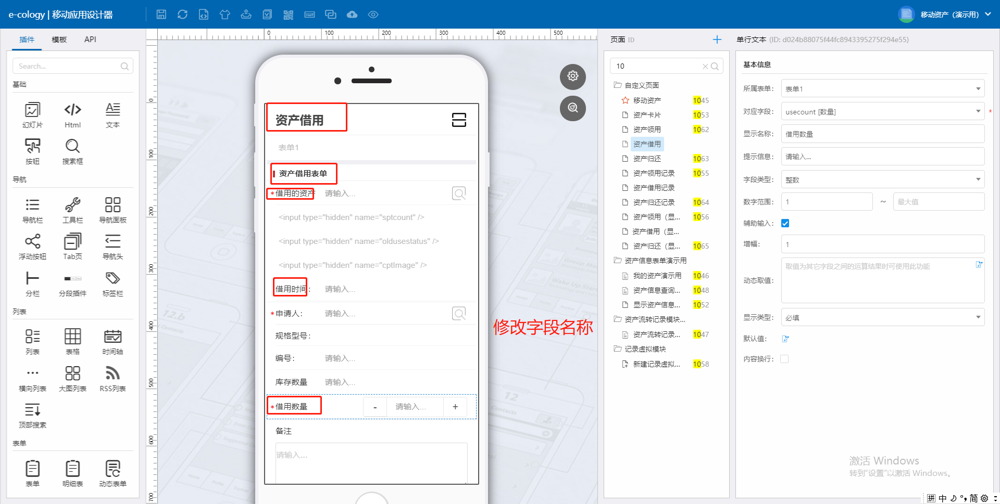 e-cology | 移动应用设计器
移动资产（演示用）
插件
模板
API
Search...
基础
幻灯片
Html
文本
按钮
搜素框
导航
导航栏
工具栏
导航面板
浮动按钮
Tab页
导航头
分栏
分段插件
标签栏
列表
列表
表格
时间轴
横向列表
大图列表
RSS列表
顶部搜素
表单
表单
明细表
动态表单
0
100
200
300
400
500
0
100
200
300
400
500
600
700
资产借用
表单1
资产借用表单
*借用的资产
请输入...
<input type="hidden" name="sptcount" />
<input type="hidden" name="oldusestatus" />
<input type="hidden" name="cptImage" />
借用时间：
请输入...
*申请人：
请输入...
规格型号：
编号：
请输入...
库存数量
请输入...
*借用数量
-
请输入...
+
备注
请输入...
修改字段名称
页面 ID
+
10
自定义页面
移动资产 1045
资产卡片 1053
资产领用 1062
资产借用
资产归还 1063
资产领用记录 1055
资产借用记录
资产归还记录 1064
资产领用（显... 1056
资产借用（显...
资产归还（显... 1065
资产信息表单演示用
我的资产演示用 1046
资产信息查询... 1048
显示资产信息... 1052
资产流转记录模块...
资产流转记录... 1047
记录虚拟模块
新建记录虚拟... 1058
单行文本 (ID: d024b88075f44fc8943395275f294e55)
基本信息
所属表单：
表单1
对应字段：
usecount [数量]
*
显示名称：
借用数量
提示信息：
请输入...
字段类型：
整数
数字范围：
1
~
最大值
辅助输入：
增幅：
1
动态取值：
取值为其它字段之间的运算结果时可使用此功能
显示类型：
必填
默认值：
内容换行：
激活 Windows
转到"设置"以激活 Windows。
拼 中 简